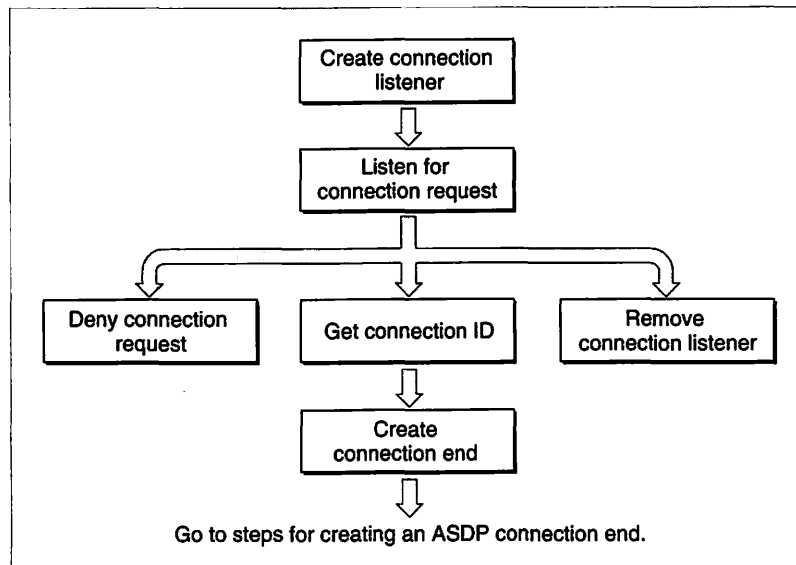 Create connection
listener
Listen for
connection request
Deny connection
request
Get connection ID
Remove
connection listener
Create
connection end
Go to steps for creating an ASDP connection end.